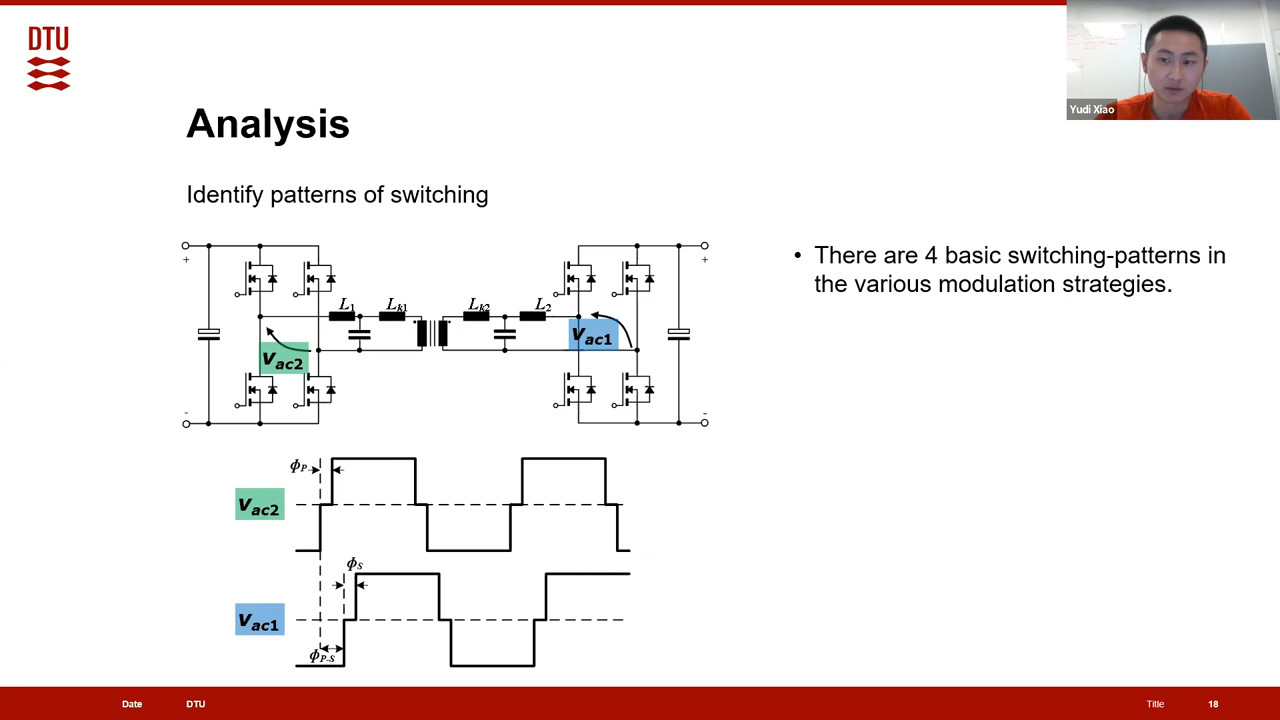 DTU
Yudi Xiao
Analysis
Identify patterns of switching
• There are 4 basic switching-patterns in
the various modulation strategies.
+
+
L1
Lk1
Lk2
L2
vac2
vac1
-
-
ϕP
vac2
ϕS
vac1
ϕP-S
Date
DTU
Title
18